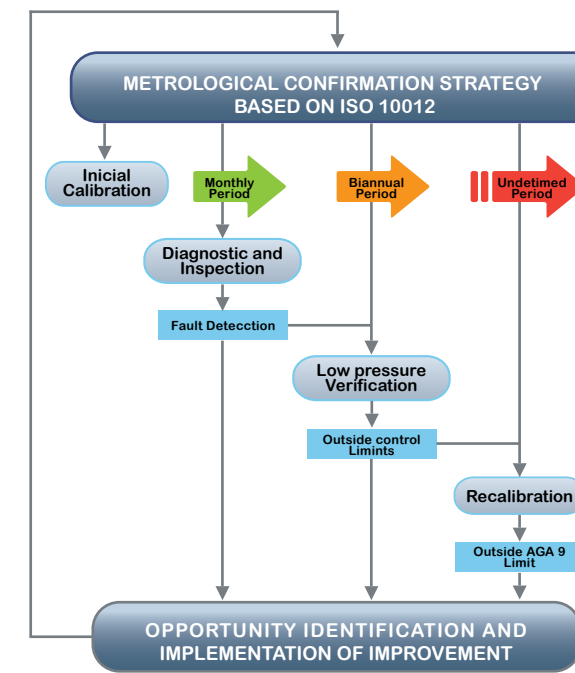 METROLOGICAL CONFIRMATION STRATEGY
BASED ON ISO 10012
Inicial
Calibration
Monthly
Period
Biannual
Period
Undetimed
Period
Diagnostic and
Inspection
Fault Detecction
Low pressure
Verification
Outside control
Limints
Recalibration
Outside AGA 9
Limit
OPPORTUNITY IDENTIFICATION AND
IMPLEMENTATION OF IMPROVEMENT